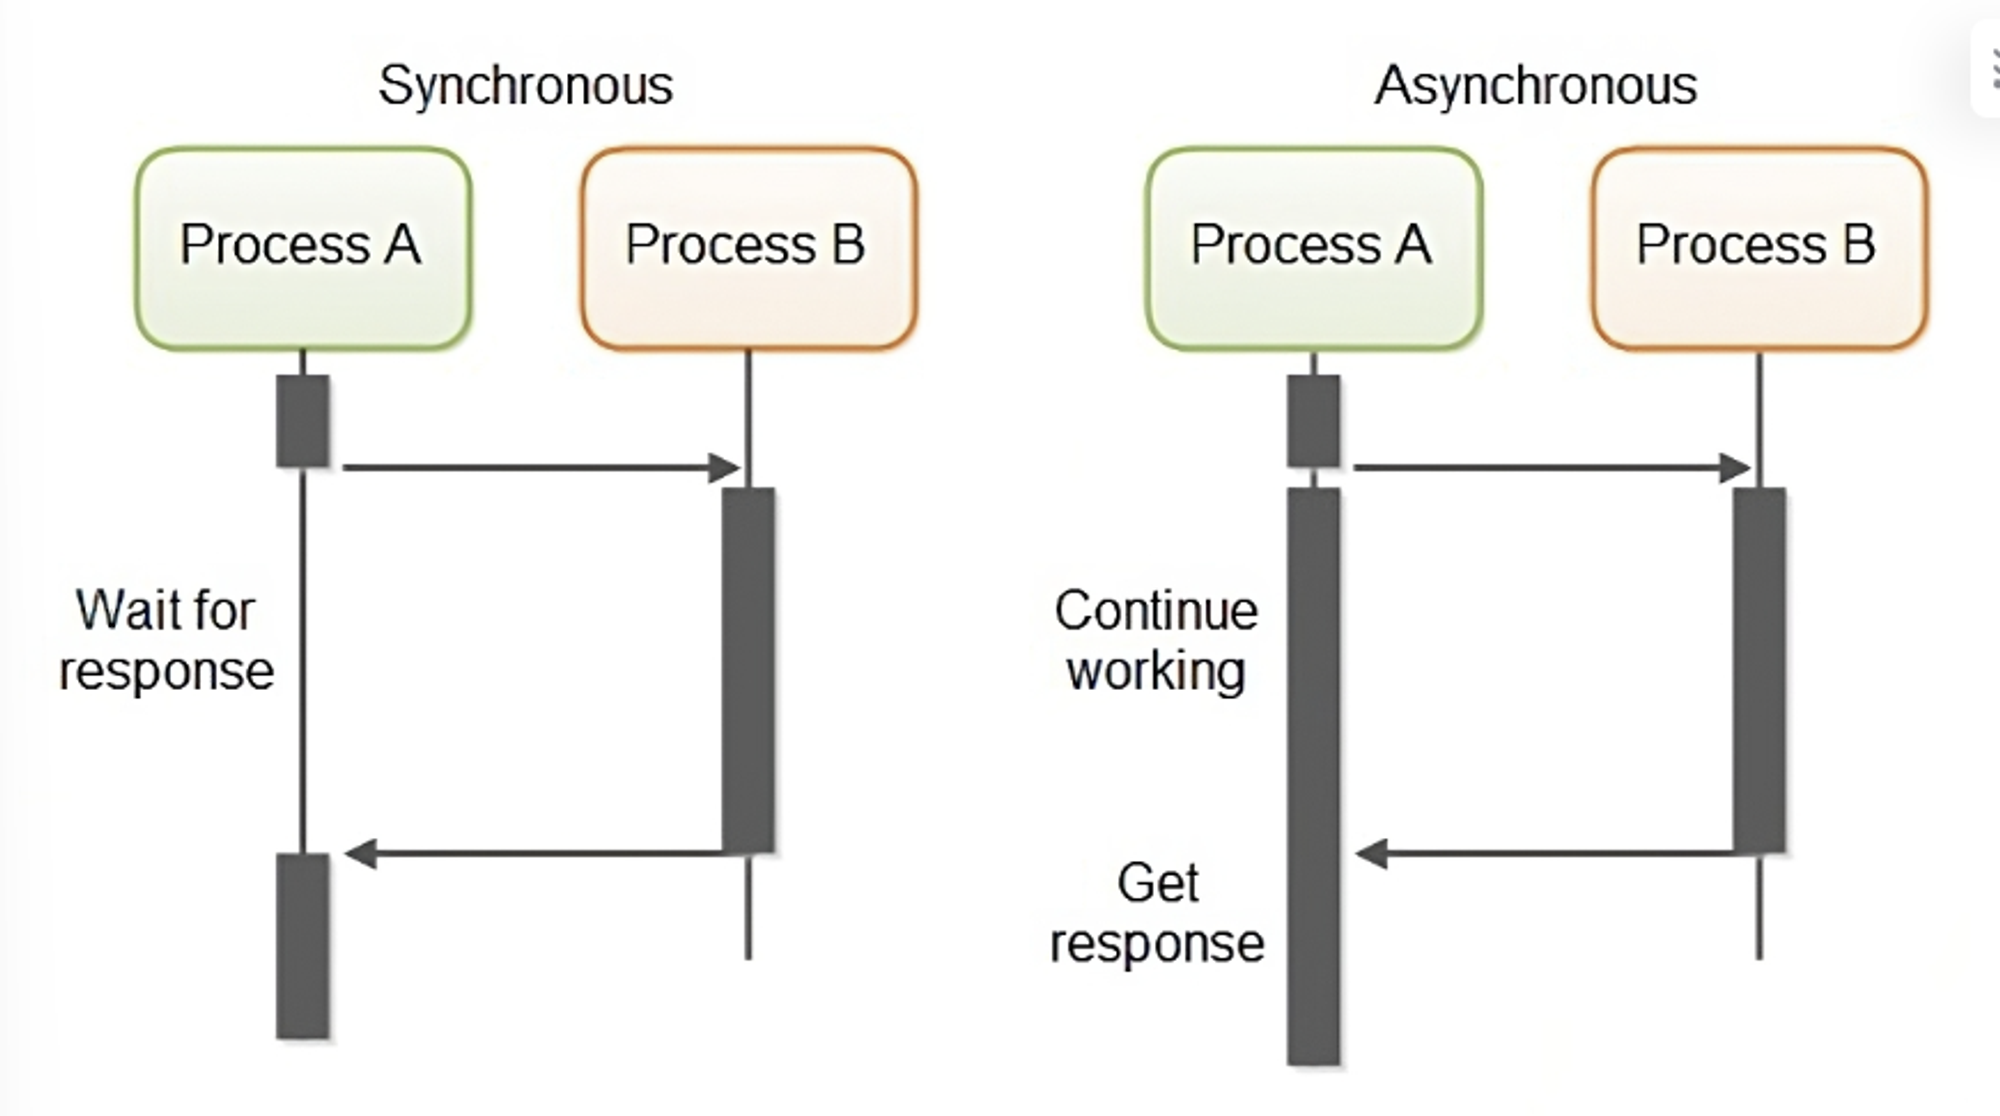 Synchronous
Asynchronous
Process A
Process B
Process A
Process B
Wait for
response
Continue
working
Get
response